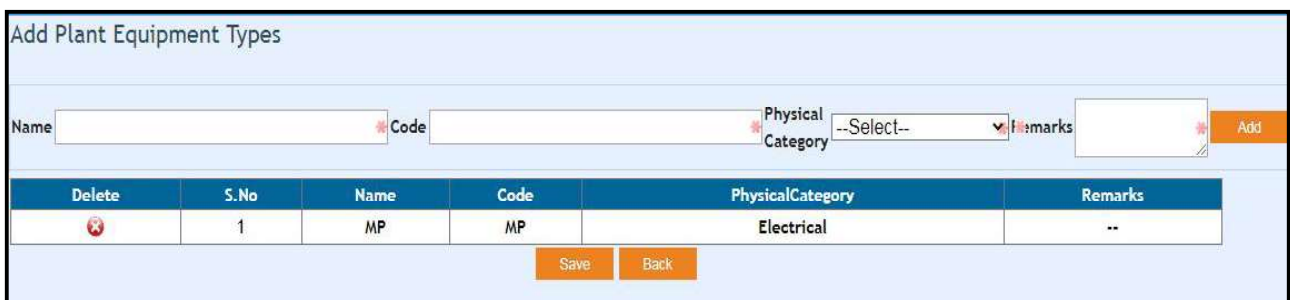 Add Plant Equipment Types
Name * Code * Physical Category --Select-- * * Remarks * Add
Delete S.No Name Code PhysicalCategory Remarks
1 MP MP Electrical --
Save Back